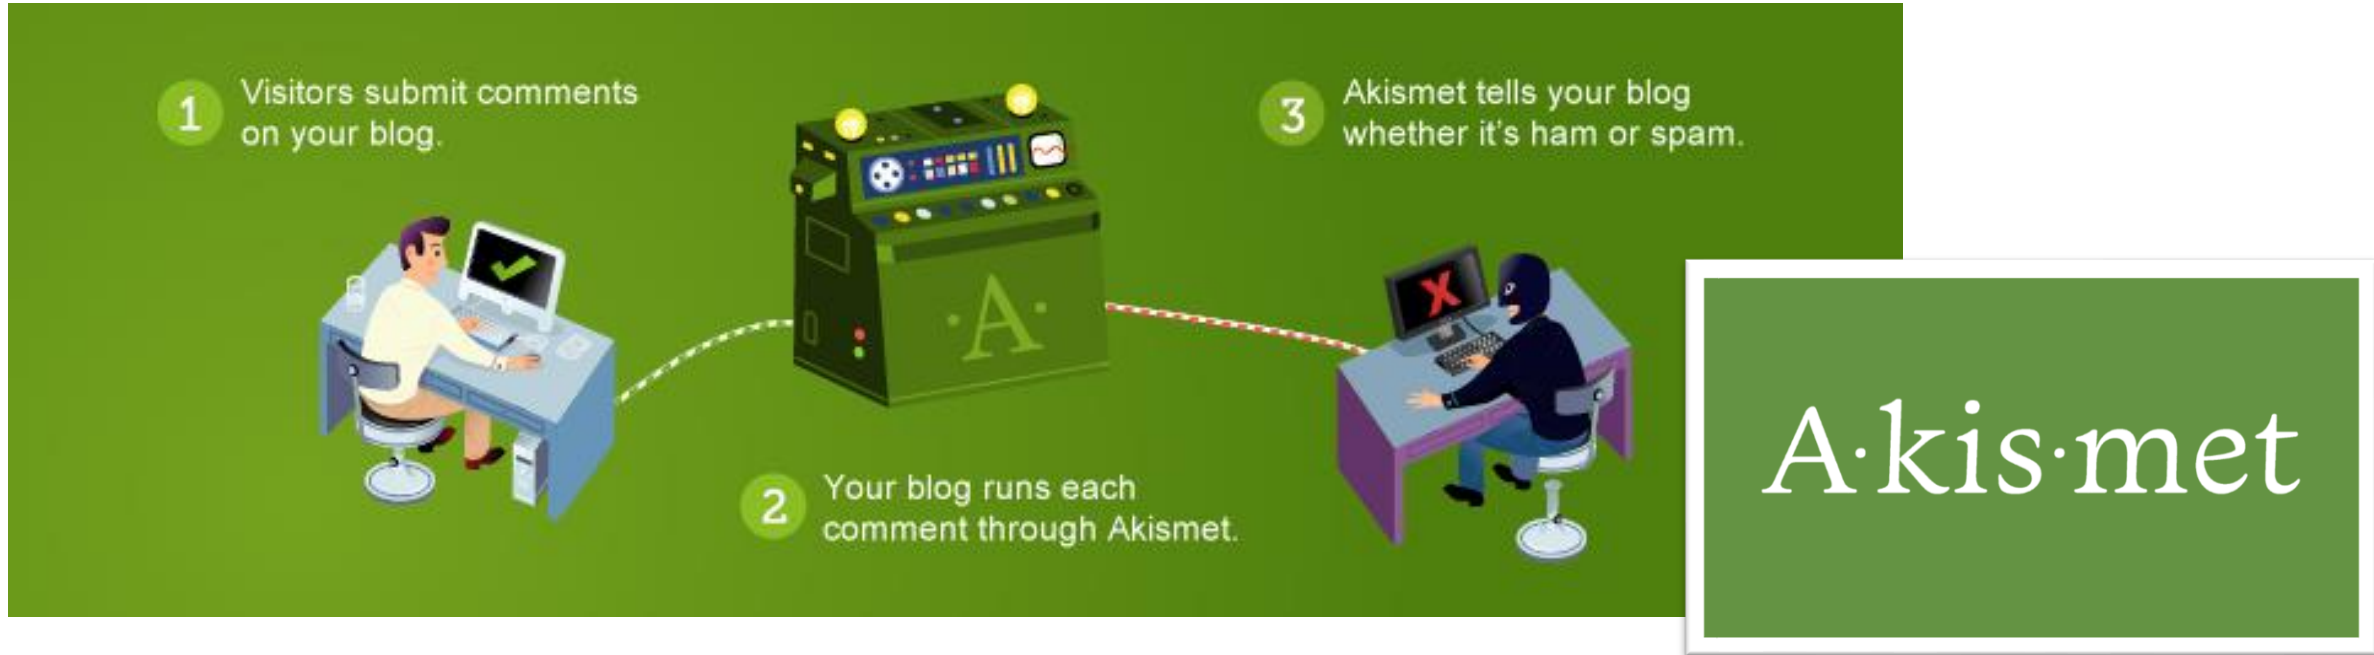 1
Visitors submit comments
on your blog.
·A·
2
Your blog runs each
comment through Akismet.
3
Akismet tells your blog
whether it's ham or spam.
A·kis·met